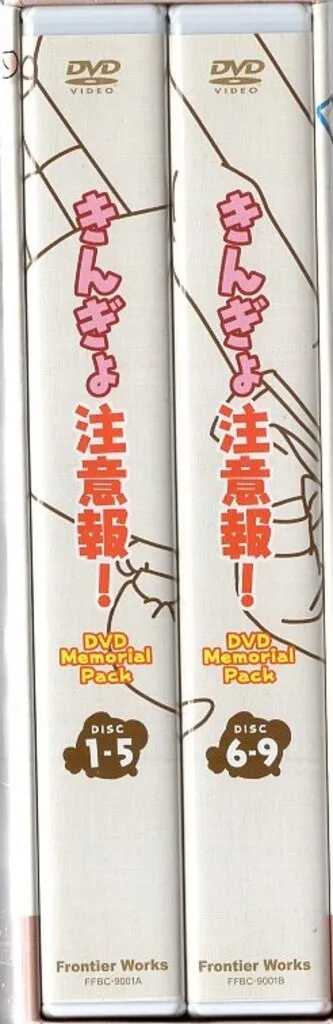 DVD
VIDEO
きんぎょ
注意報!
DVD
Memorial
Pack
DISC
1-5
Frontier Works
FFBC-9001A
DVD
VIDEO
きんぎょ
注意報!
DVD
Memorial
Pack
DISC
6-9
Frontier Works
FFBC-9001B